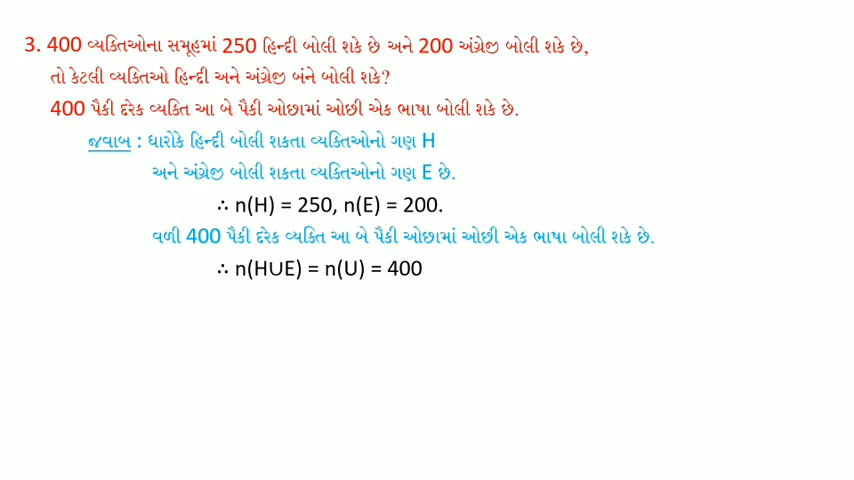 3. 400 વ્યક્તિઓના સમૂહમાં 250 હિન્દી બોલી શકે છે અને 200 અંગ્રેજી બોલી શકે છે,
તો કેટલી વ્યક્તિઓ હિન્દી અને અંગ્રેજી બંને બોલી શકે?
400 પૈકી દરેક વ્યક્તિ આ બે પૈકી ઓછામાં ઓછી એક ભાષા બોલી શકે છે.
જવાબ : ધારોકે હિન્દી બોલી શકતા વ્યક્તિઓનો ગણ H
અને અંગ્રેજી બોલી શકતા વ્યક્તિઓનો ગણ E છે.
∴ n(H) = 250, n(E) = 200.
વળી 400 પૈકી દરેક વ્યક્તિ આ બે પૈકી ઓછામાં ઓછી એક ભાષા બોલી શકે છે.
∴ n(H∪E) = n(U) = 400